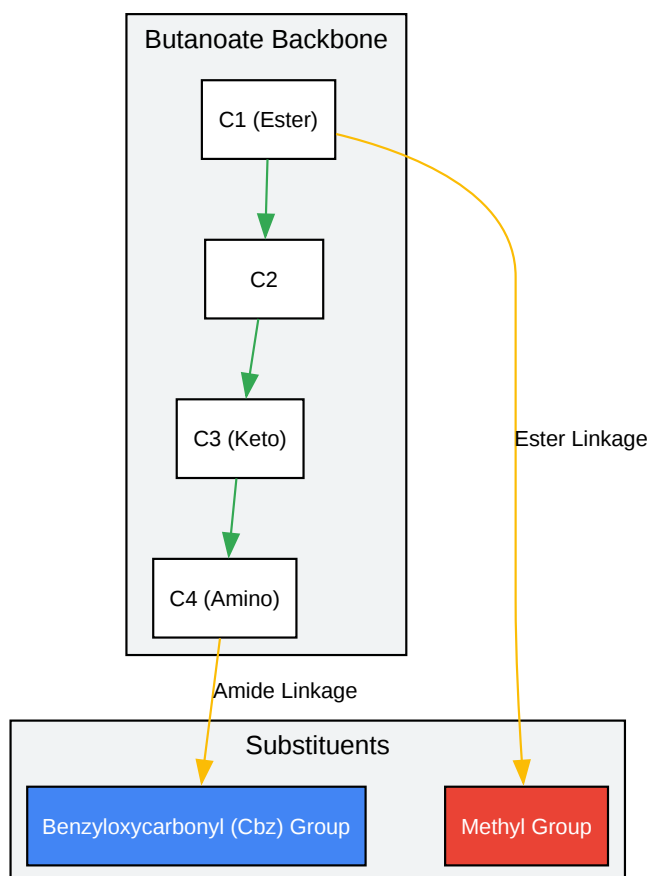 Butanoate Backbone
C1 (Ester)
C2
C3 (Keto)
Ester Linkage
C4 (Amino)
Amide Linkage
Substituents
Benzyloxycarbonyl (Cbz) Group
Methyl Group